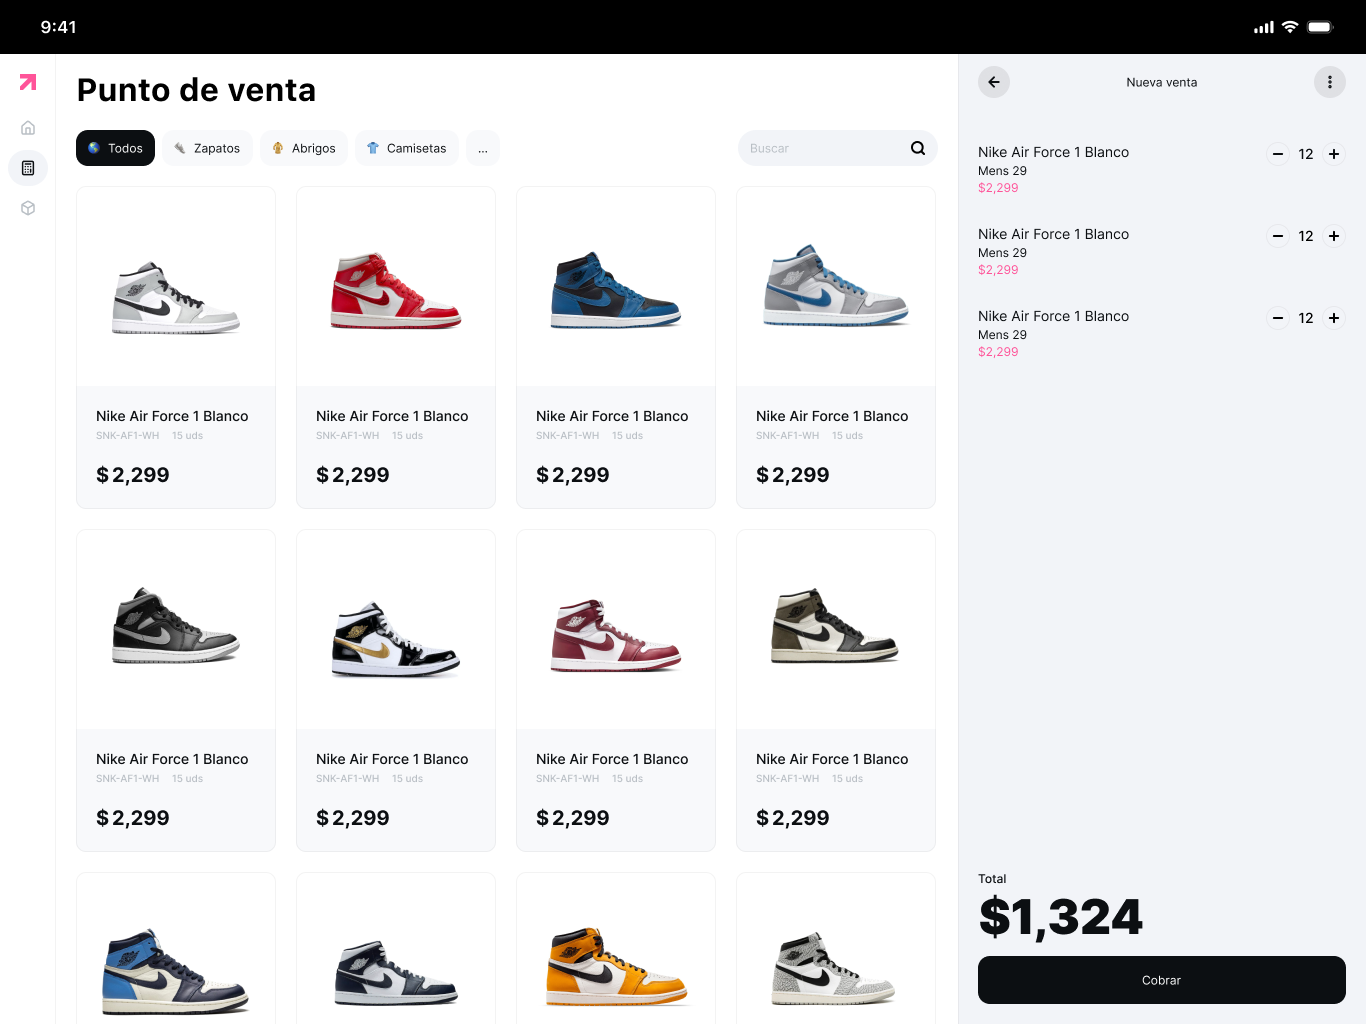 9:41
Punto de venta
Todos
Zapatos
Abrigos
Camisetas
...
Buscar
Nike Air Force 1 Blanco
SNK-AF1-WH 15 uds
$2,299
Nike Air Force 1 Blanco
SNK-AF1-WH 15 uds
$2,299
Nike Air Force 1 Blanco
SNK-AF1-WH 15 uds
$2,299
Nike Air Force 1 Blanco
SNK-AF1-WH 15 uds
$2,299
Nike Air Force 1 Blanco
SNK-AF1-WH 15 uds
$2,299
Nike Air Force 1 Blanco
SNK-AF1-WH 15 uds
$2,299
Nike Air Force 1 Blanco
SNK-AF1-WH 15 uds
$2,299
Nike Air Force 1 Blanco
SNK-AF1-WH 15 uds
$2,299
Nueva venta
Nike Air Force 1 Blanco
Mens 29
$2,299
12
Nike Air Force 1 Blanco
Mens 29
$2,299
12
Nike Air Force 1 Blanco
Mens 29
$2,299
12
Total
$1,324
Cobrar